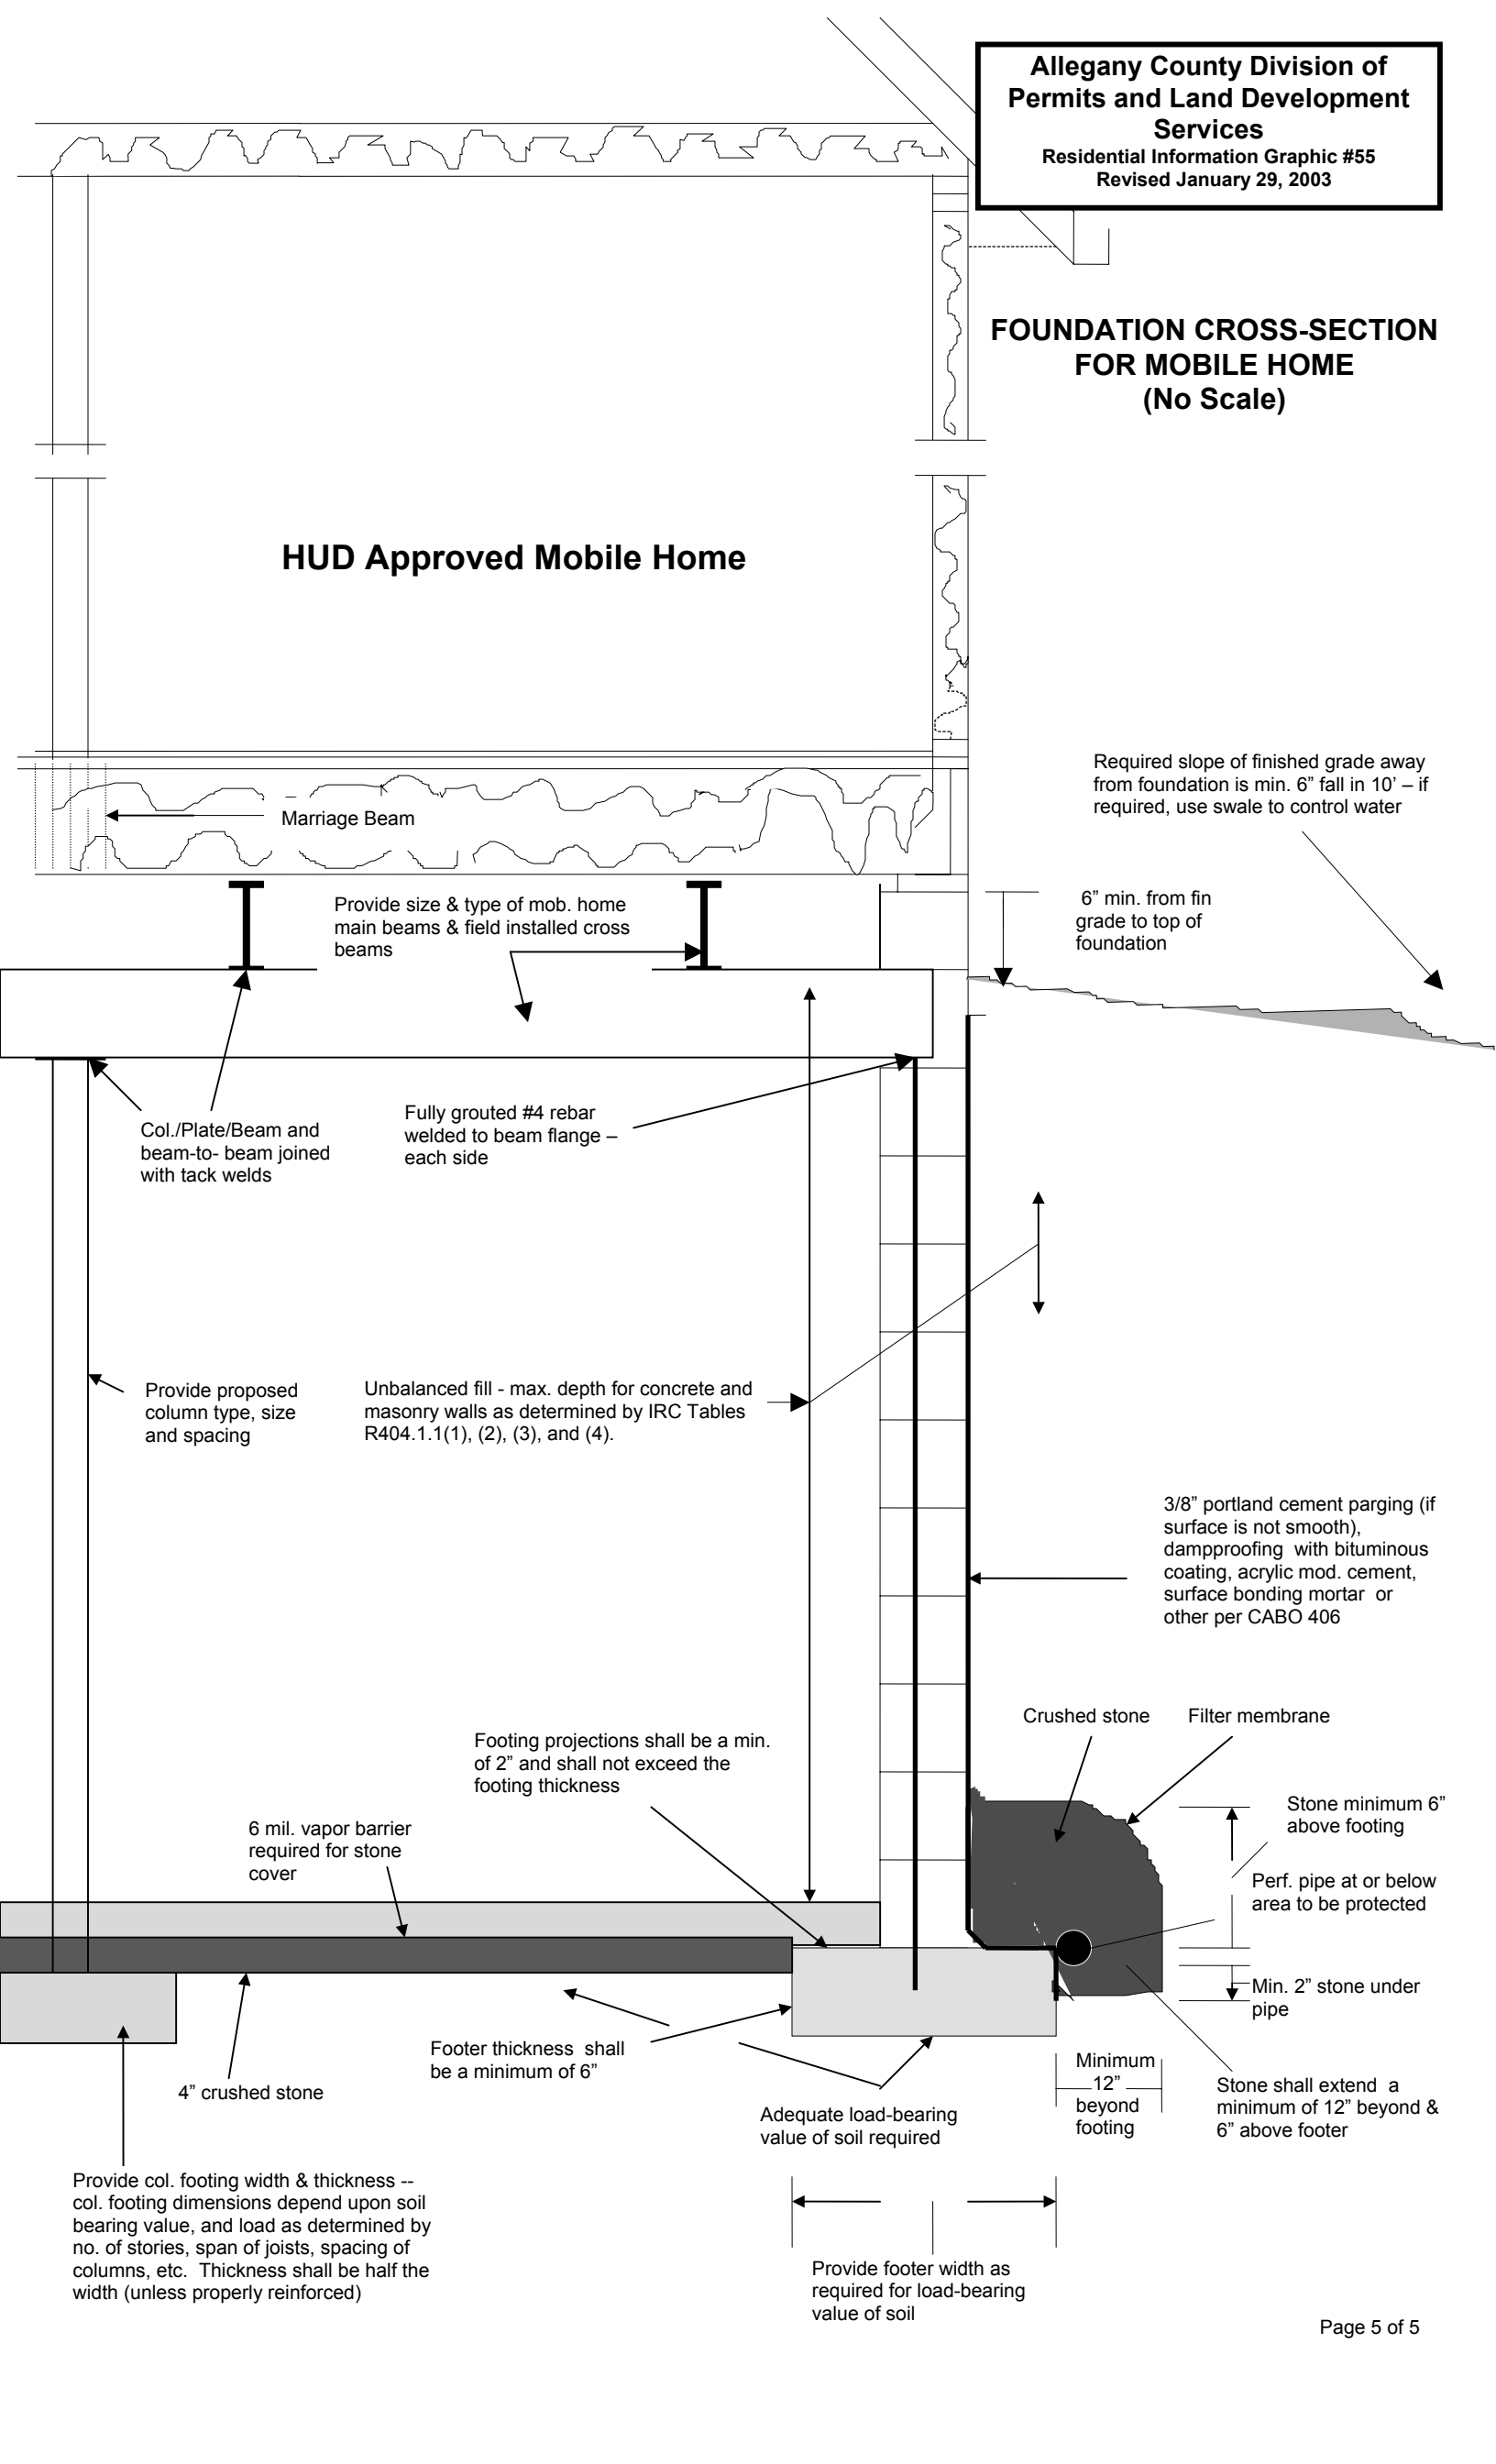 Allegany County Division of
Permits and Land Development
Services
Residential Information Graphic #55
Revised January 29, 2003
FOUNDATION CROSS-SECTION
FOR MOBILE HOME
(No Scale)
HUD Approved Mobile Home
Required slope of finished grade away
from foundation is min. 6” fall in 10’ – if
required, use swale to control water
Marriage Beam
Provide size & type of mob. home
main beams & field installed cross
beams
6” min. from fin
grade to top of
foundation
Col./Plate/Beam and
beam-to- beam joined
with tack welds
Fully grouted #4 rebar
welded to beam flange –
each side
Provide proposed
column type, size
and spacing
Unbalanced fill - max. depth for concrete and
masonry walls as determined by IRC Tables
R404.1.1(1), (2), (3), and (4).
3/8” portland cement parging (if
surface is not smooth),
dampproofing with bituminous
coating, acrylic mod. cement,
surface bonding mortar or
other per CABO 406
Crushed stone
Filter membrane
Footing projections shall be a min.
of 2” and shall not exceed the
footing thickness
Stone minimum 6”
above footing
6 mil. vapor barrier
required for stone
cover
Perf. pipe at or below
area to be protected
Min. 2” stone under
pipe
Footer thickness shall
be a minimum of 6”
4” crushed stone
Minimum
12”
beyond
footing
Stone shall extend a
minimum of 12” beyond &
6” above footer
Adequate load-bearing
value of soil required
Provide col. footing width & thickness --
col. footing dimensions depend upon soil
bearing value, and load as determined by
no. of stories, span of joists, spacing of
columns, etc. Thickness shall be half the
width (unless properly reinforced)
Provide footer width as
required for load-bearing
value of soil
Page 5 of 5